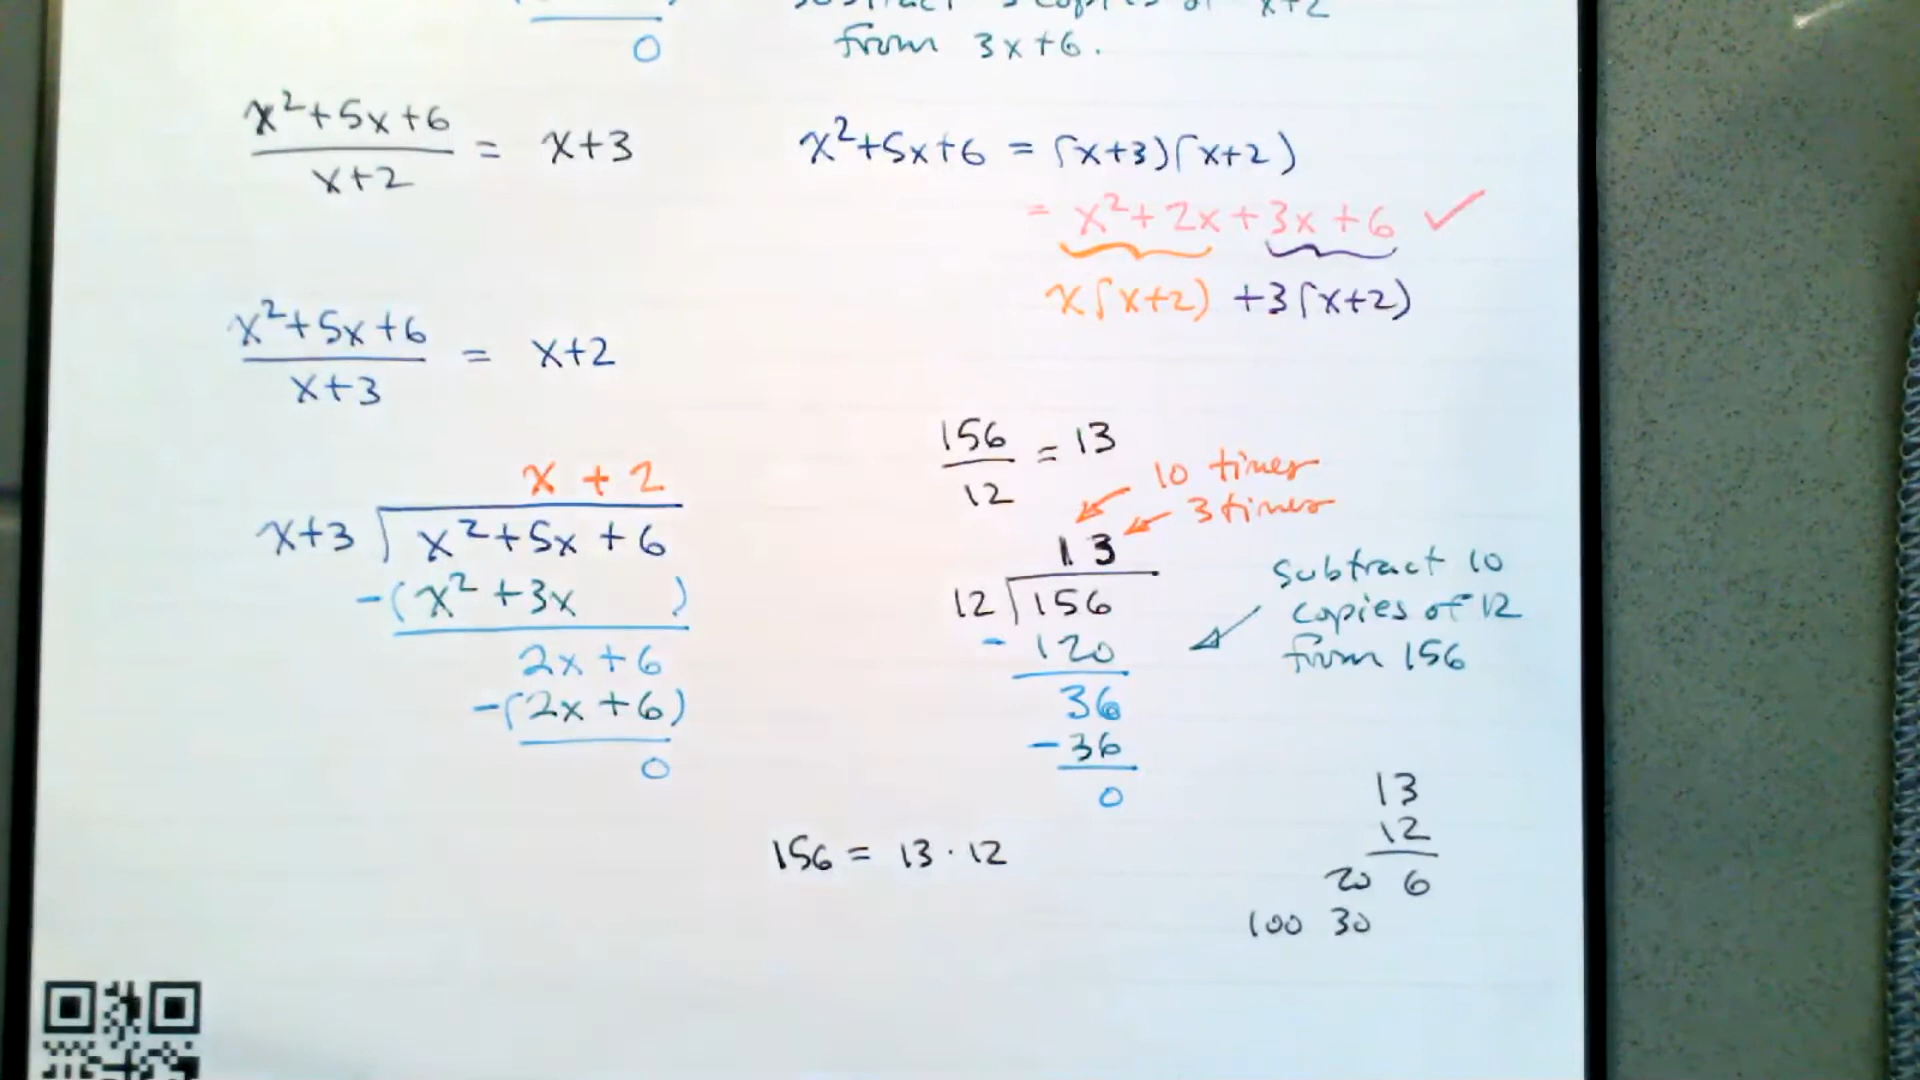 0
from 3x+6.
x²+5x+6
x+2
= x+3
x²+5x+6 = (x+3)(x+2)
= x²+2x+3x+6 ✓
x(x+2) +3(x+2)
x²+5x+6
x+3
= x+2
x + 2
x+3 ) x²+5x+6
-(x²+3x )
2x+6
-(2x+6)
0
156
12
= 13
10 times
3 times
13
12 ) 156
- 120
36
- 36
0
subtract 10
copies of 12
from 156
156 = 13 · 12
13
12
20 6
100 30